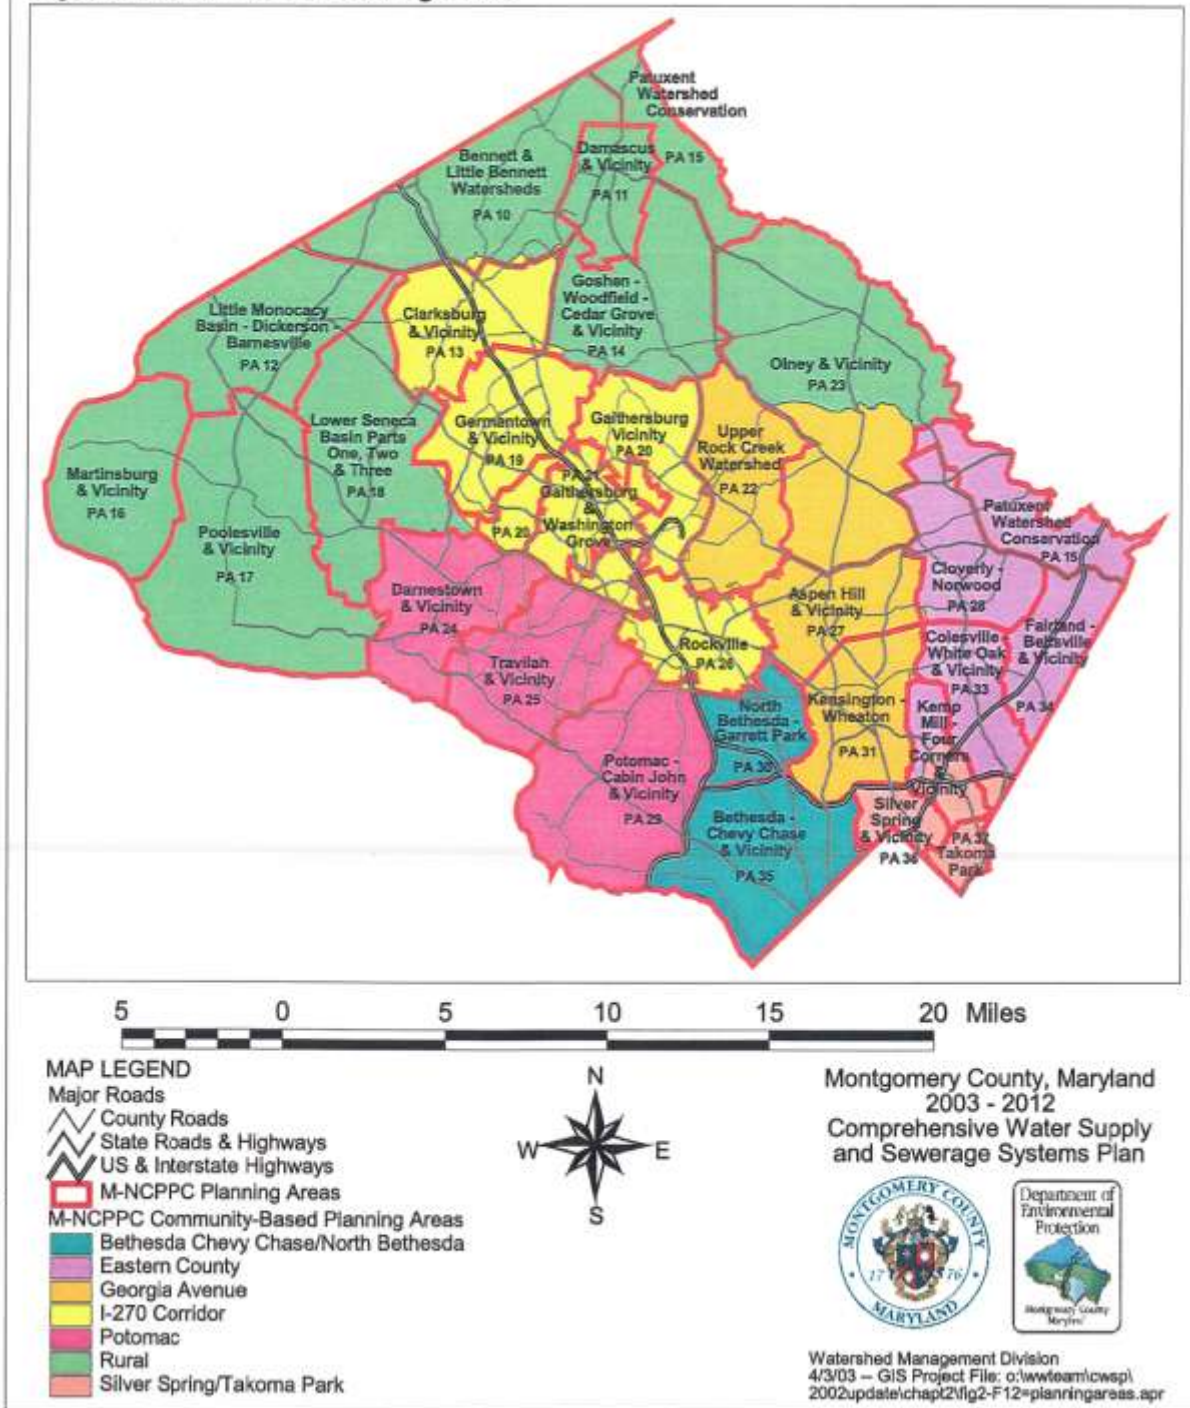 Patuxent
Watershed
Conservation
PA 15
Damascus
& Vicinity
PA 11
Bennett &
Little Bennett
Watersheds
PA 10
Goshen -
Woodfield -
Cedar Grove
& Vicinity
PA 14
Little Monocacy
Basin - Dickerson -
Barnesville
PA 12
Clarksburg
& Vicinity
PA 13
Olney & Vicinity
PA 23
Lower Seneca
Basin Parts
One, Two
& Three
PA 18
Germantown
& Vicinity
PA 19
Gaithersburg
Vicinity
PA 20
Upper
Rock Creek
Watershed
PA 22
Martinsburg
& Vicinity
PA 16
Poolesville
& Vicinity
PA 17
PA 21
Gaithersburg
&
Washington
Grove
PA 20
Patuxent
Watershed
Conservation
PA 15
Darnestown
& Vicinity
PA 24
Aspen Hill
& Vicinity
PA 27
Cloverly -
Norwood
PA 28
Fairland -
Beltsville
& Vicinity
PA 34
Colesville -
White Oak
& Vicinity
PA 33
Travilah
& Vicinity
PA 25
Rockville
PA 26
North
Bethesda -
Garrett Park
PA 30
Kensington -
Wheaton
PA 31
Kemp
Mill -
Four
Corners
&
Vicinity
Potomac -
Cabin John
& Vicinity
PA 29
Bethesda -
Chevy Chase
& Vicinity
PA 35
Silver
Spring
& Vicinity
PA 36
PA 37
Takoma
Park
5 0 5 10 15 20 Miles
MAP LEGEND
Major Roads
County Roads
State Roads & Highways
US & Interstate Highways
M-NCPPC Planning Areas
M-NCPPC Community-Based Planning Areas
Bethesda Chevy Chase/North Bethesda
Eastern County
Georgia Avenue
I-270 Corridor
Potomac
Rural
Silver Spring/Takoma Park
N
W E
S
Montgomery County, Maryland
2003 - 2012
Comprehensive Water Supply
and Sewerage Systems Plan
MONTGOMERY COUNTY
17 76
MARYLAND
Department of
Environmental
Protection
Montgomery County
Maryland
Watershed Management Division
4/3/03 -- GIS Project File: o:\wwteam\cwsp\
2002update\chapt2\fig2-F12=planningareas.apr